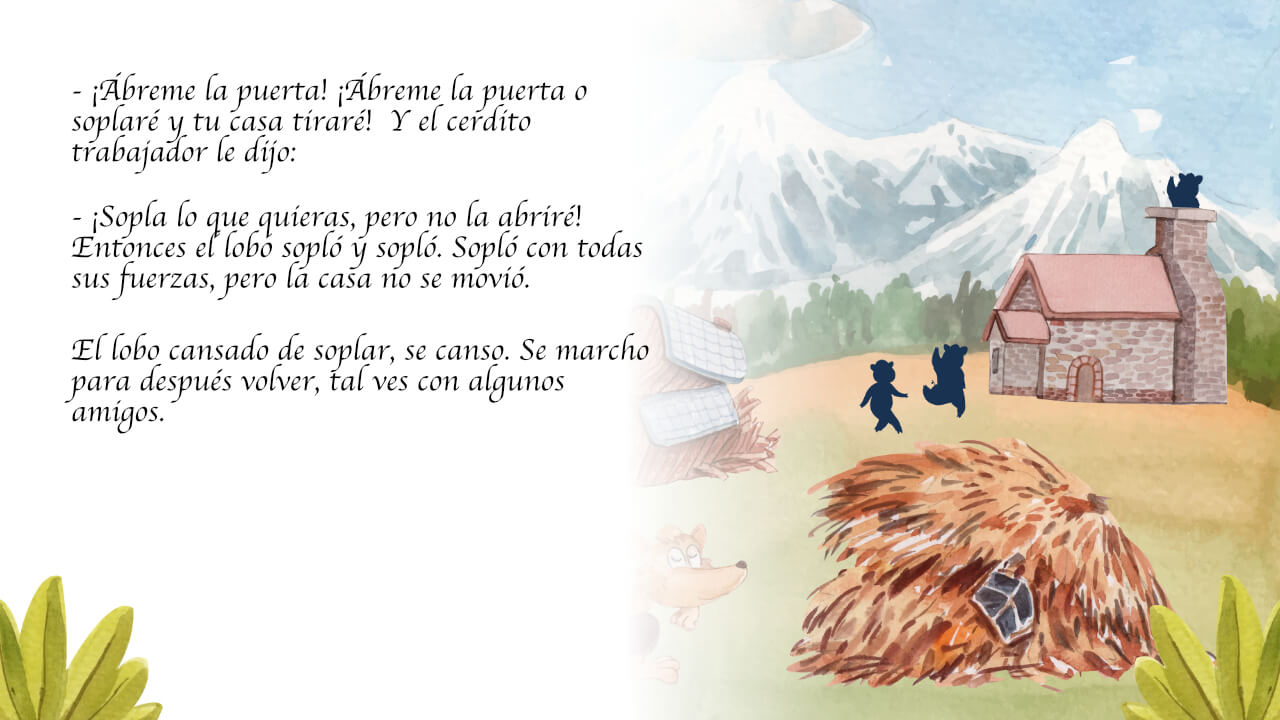 - ¡Ábreme la puerta! ¡Ábreme la puerta o
soplaré y tu casa tiraré!  Y el cerdito
trabajador le dijo:
- ¡Sopla lo que quieras, pero no la abriré!
Entonces el lobo sopló y sopló. Sopló con todas
sus fuerzas, pero la casa no se movió.
El lobo cansado de soplar, se canso. Se marcho
para después volver, tal ves con algunos
amigos.